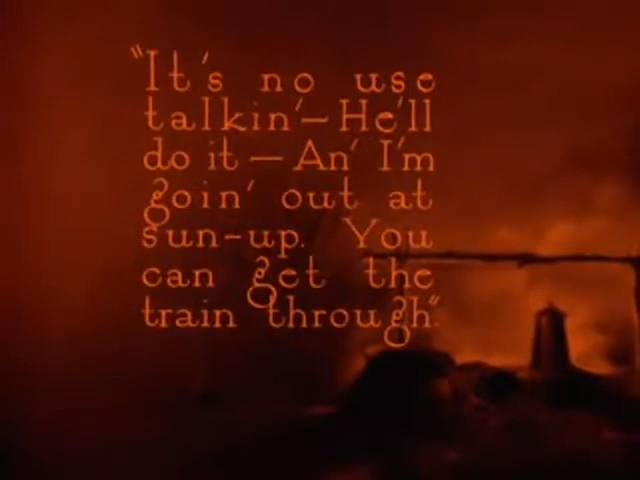 "It's no use
talkin'—He'll
do it—An' I'm
goin' out at
sun-up. You
can get the
train through."